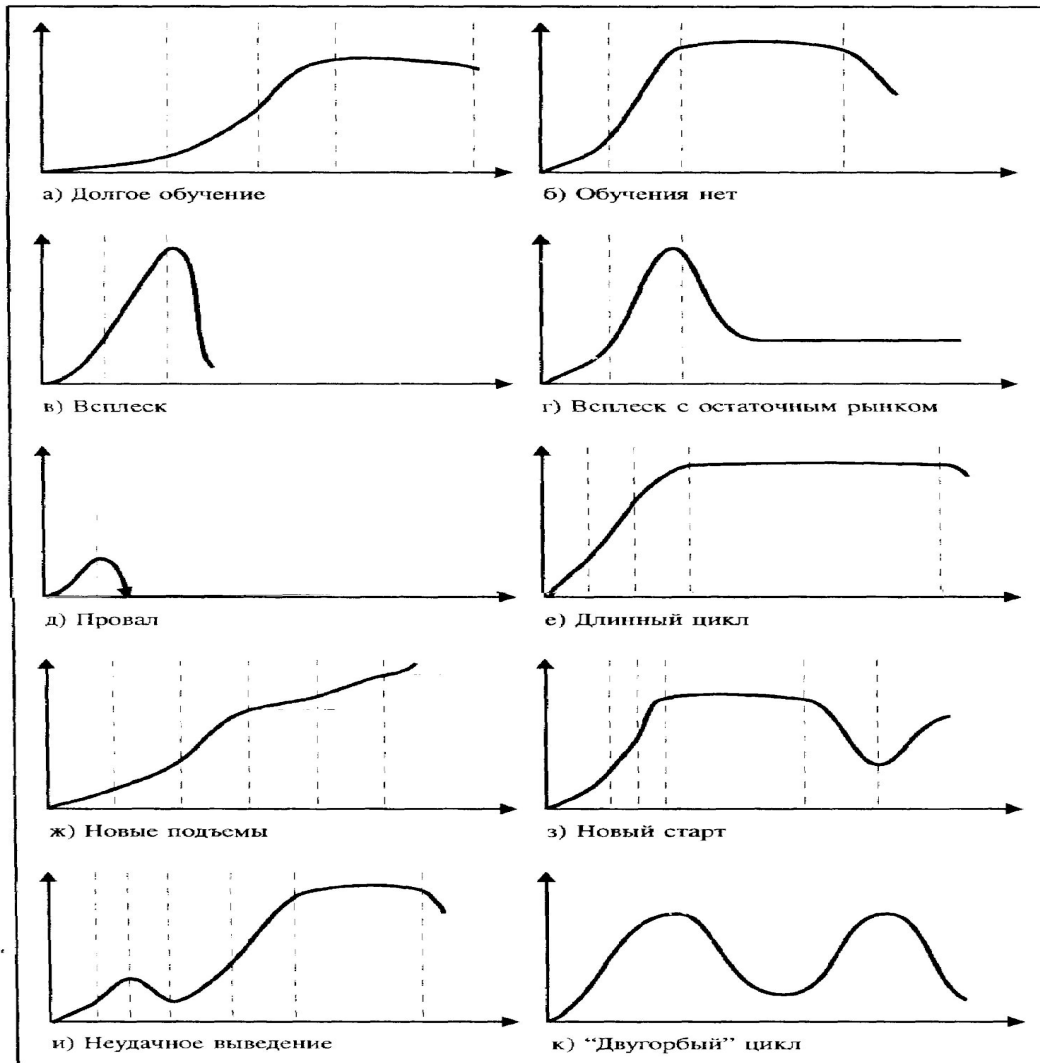 а) Долгое обучение
б) Обучения нет
в) Всплеск
г) Всплеск с остаточным рынком
д) Провал
е) Длинный цикл
ж) Новые подъемы
з) Новый старт
и) Неудачное выведение
к) “Двугорбый” цикл